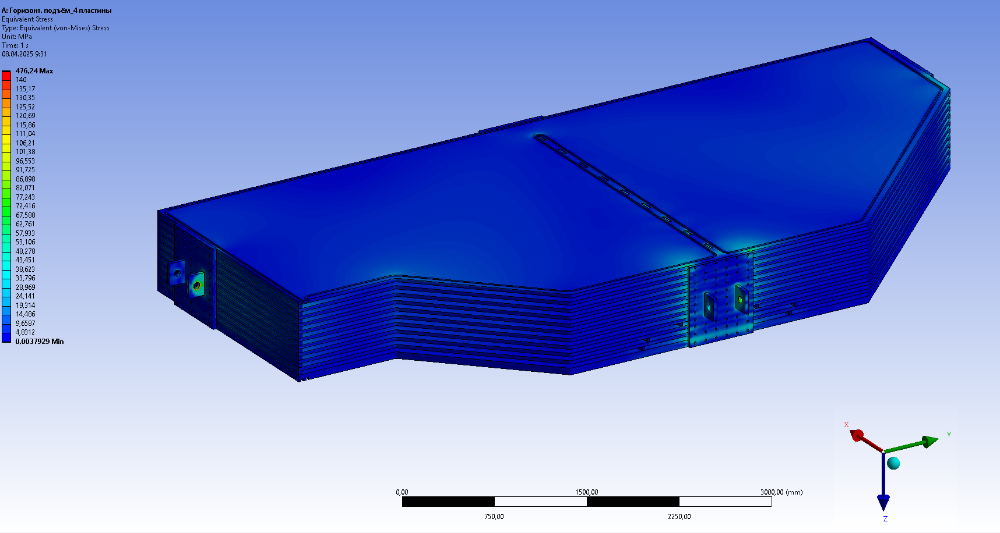 A: Горизонт. подъём_4 пластины
Equivalent Stress
Type: Equivalent (von-Mises) Stress
Unit: MPa
Time: 1 s
08.04.2025 9:31
476,24 Max
140
135,17
130,35
125,52
120,69
115,86
111,04
106,21
101,38
96,553
91,725
86,898
82,071
77,243
72,416
67,588
62,761
57,933
53,106
48,278
43,451
38,623
33,796
28,969
24,141
19,314
14,486
9,6587
4,8312
0,0037929 Min
X
Y
Z
0,00 1500,00 3000,00 (mm)
750,00 2250,00